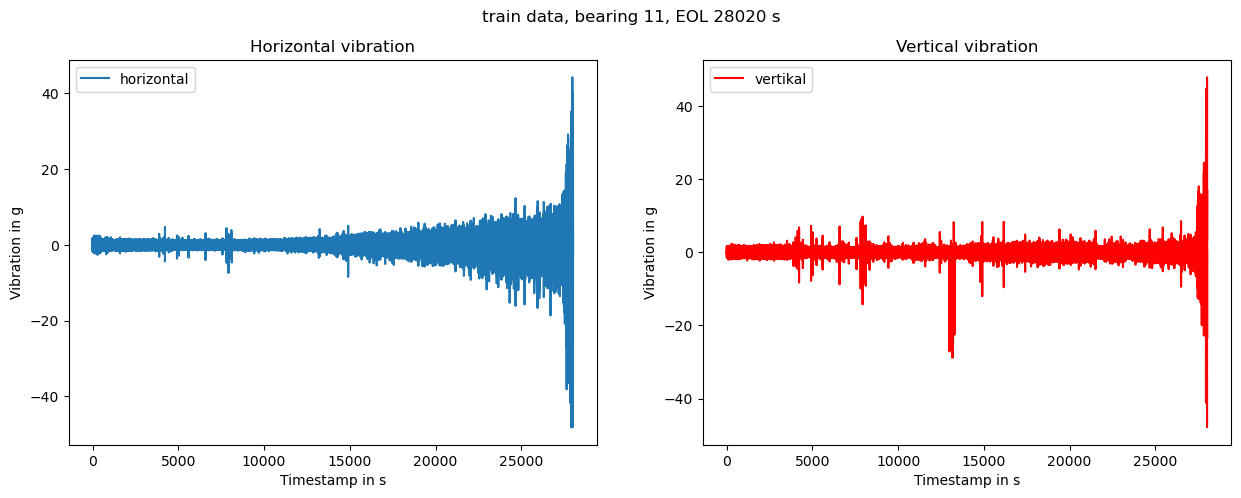 train data, bearing 11, EOL 28020 s
Horizontal vibration
horizontal
Vibration in g
40
20
0
−20
−40
0 5000 10000 15000 20000 25000
Timestamp in s
Vertical vibration
vertikal
Vibration in g
40
20
0
−20
−40
0 5000 10000 15000 20000 25000
Timestamp in s